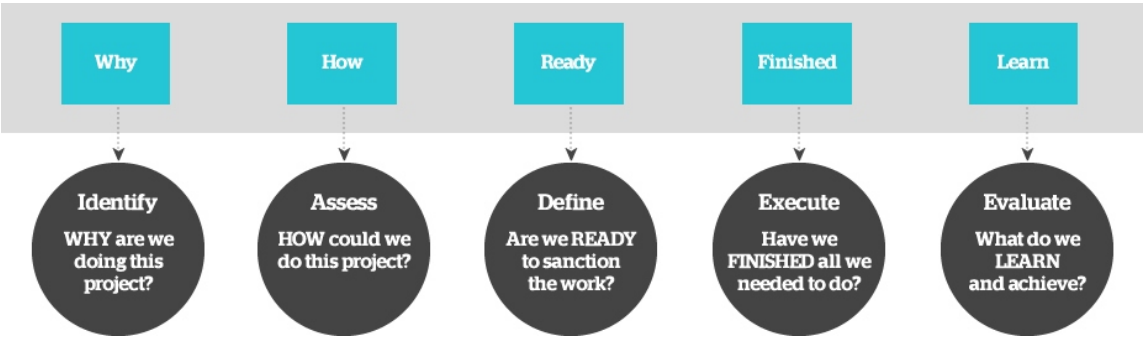 Why
How
Ready
Finished
Learn
Identify
WHY are we
doing this
project?
Assess
HOW could we
do this project?
Define
Are we READY
to sanction
the work?
Execute
Have we
FINISHED all we
needed to do?
Evaluate
What do we
LEARN
and achieve?